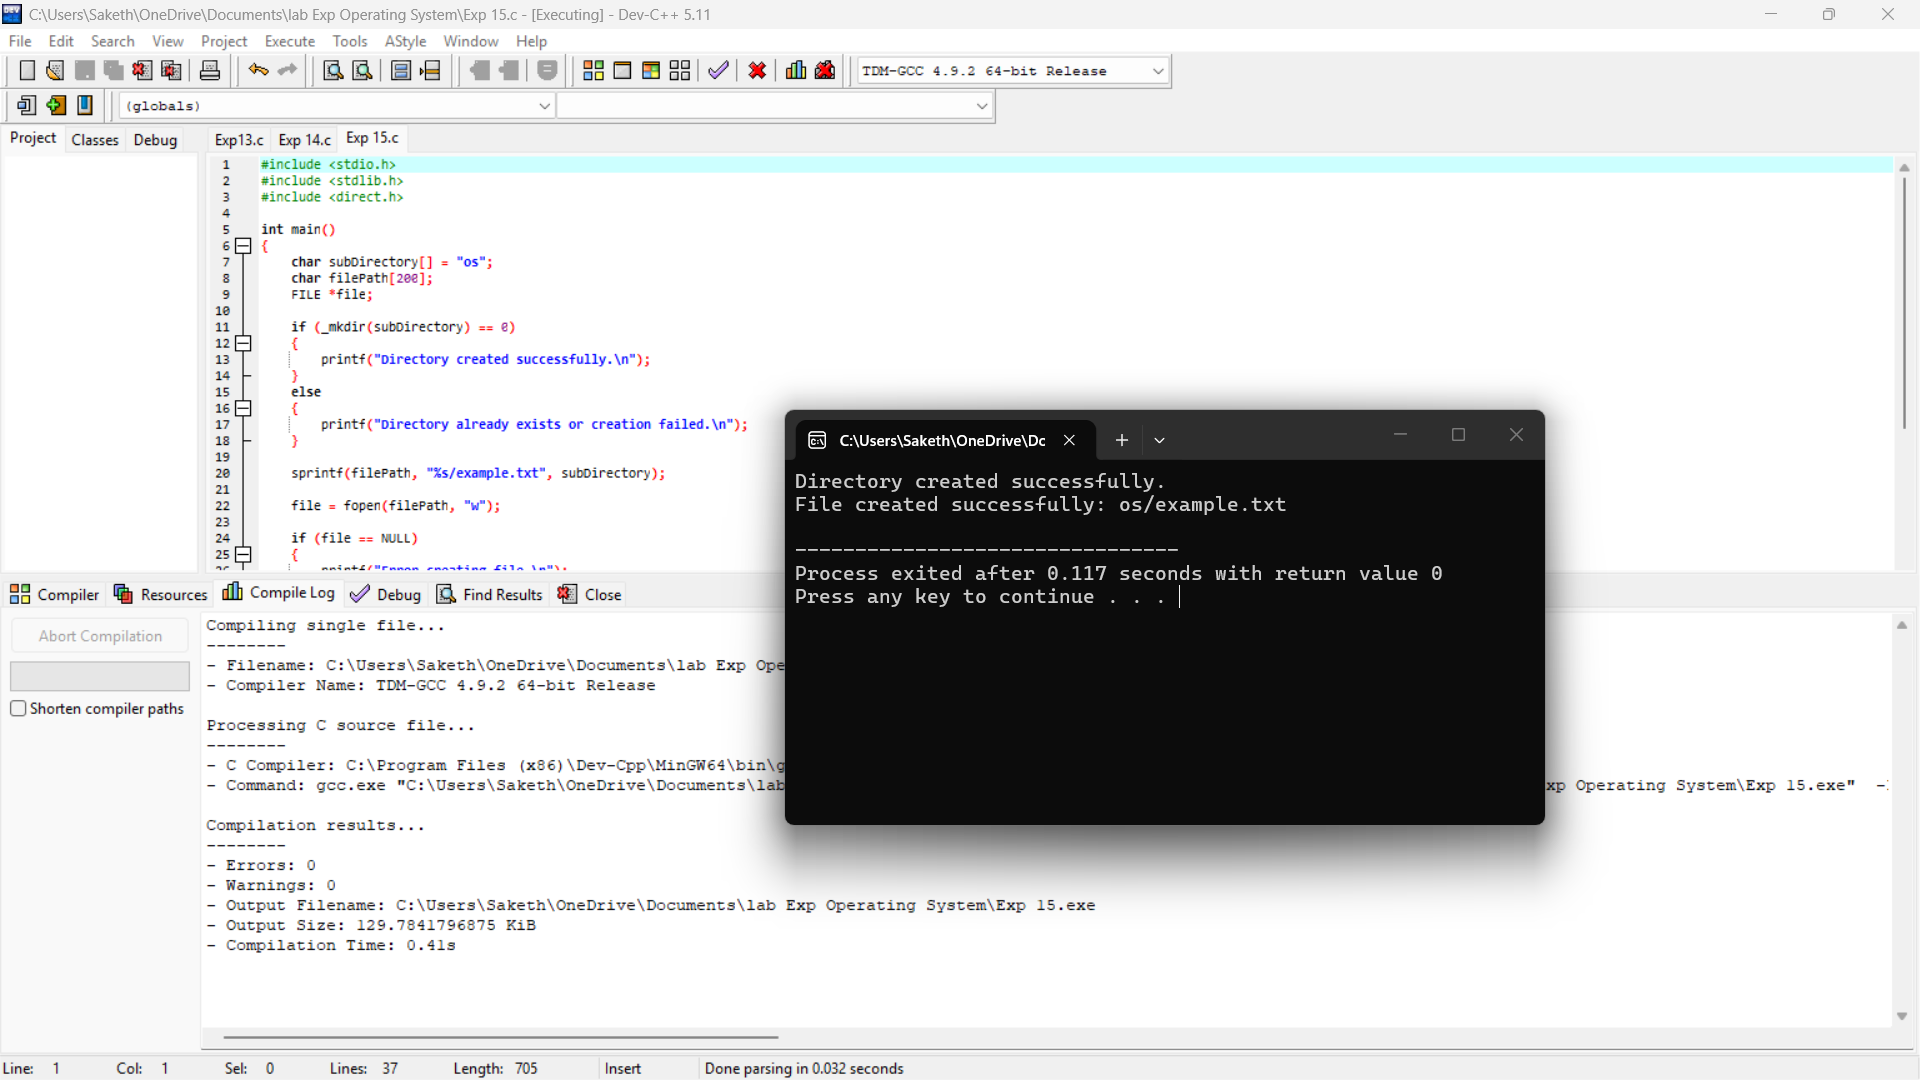 C:\Users\Saketh\OneDrive\Documents\lab Exp Operating System\Exp 15.c - [Executing] - Dev-C++ 5.11
File Edit Search View Project Execute Tools AStyle Window Help
TDM-GCC 4.9.2 64-bit Release
(globals)
Project Classes Debug Exp13.c Exp 14.c Exp 15.c
1 #include <stdio.h>
2 #include <stdlib.h>
3 #include <direct.h>
4
5 int main()
6 {
7 char subDirectory[] = "os";
8 char filePath[200];
9 FILE *file;
10
11 if (_mkdir(subDirectory) == 0)
12 {
13 printf("Directory created successfully.\n");
14 }
15 else
16 {
17 printf("Directory already exists or creation failed.\n");
18 }
19
20 sprintf(filePath, "%s/example.txt", subDirectory);
21
22 file = fopen(filePath, "w");
23
24 if (file == NULL)
25 {
26 printf("Error creating file.\n");
C:\Users\Saketh\OneDrive\Dc
Directory created successfully.
File created successfully: os/example.txt
--------------------------------
Process exited after 0.117 seconds with return value 0
Press any key to continue . . .
Compiler Resources Compile Log Debug Find Results Close
Abort Compilation
Shorten compiler paths
Compiling single file...
--------
- Filename: C:\Users\Saketh\OneDrive\Documents\lab Exp Ope
- Compiler Name: TDM-GCC 4.9.2 64-bit Release
Processing C source file...
--------
- C Compiler: C:\Program Files (x86)\Dev-Cpp\MinGW64\bin\g
- Command: gcc.exe "C:\Users\Saketh\OneDrive\Documents\lab xp Operating System\Exp 15.exe" -
Compilation results...
--------
- Errors: 0
- Warnings: 0
- Output Filename: C:\Users\Saketh\OneDrive\Documents\lab Exp Operating System\Exp 15.exe
- Output Size: 129.7841796875 KiB
- Compilation Time: 0.41s
Line: 1 Col: 1 Sel: 0 Lines: 37 Length: 705 Insert Done parsing in 0.032 seconds